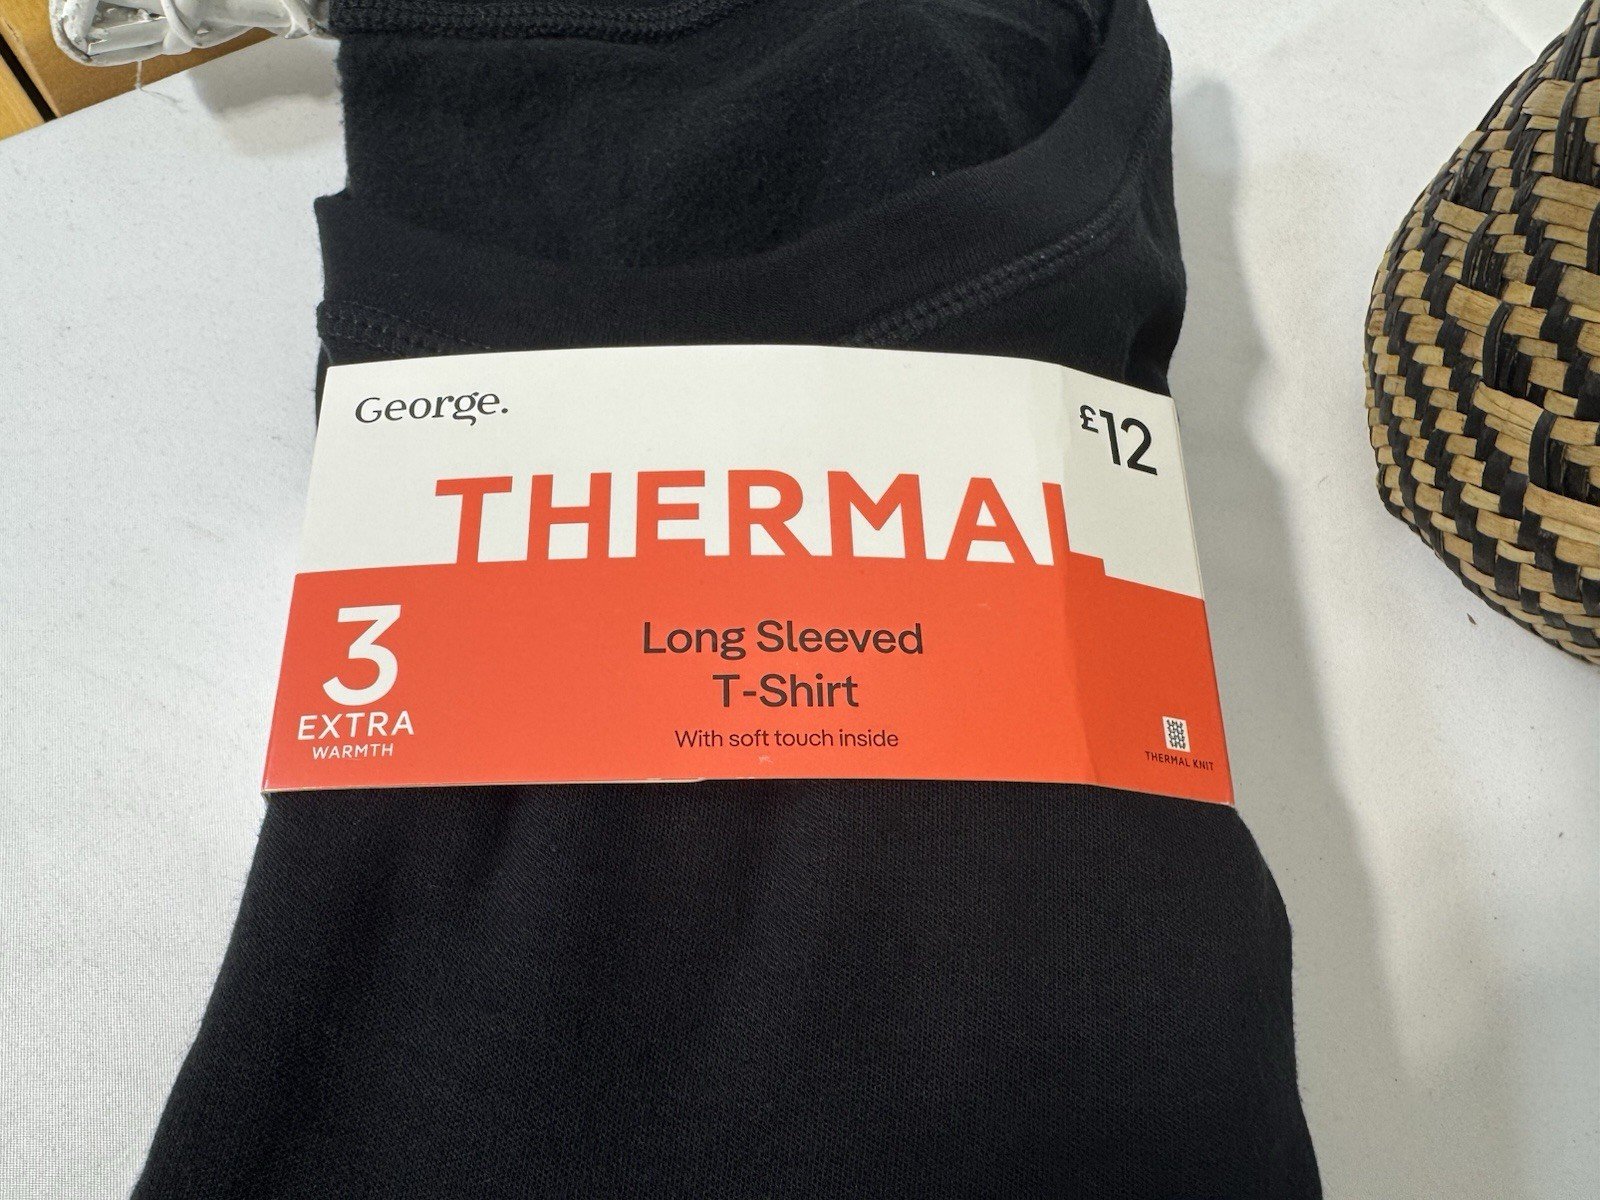 George.
£12
THERMAL
3
EXTRA
WARMTH
Long Sleeved
T-Shirt
With soft touch inside
THERMAL KNIT